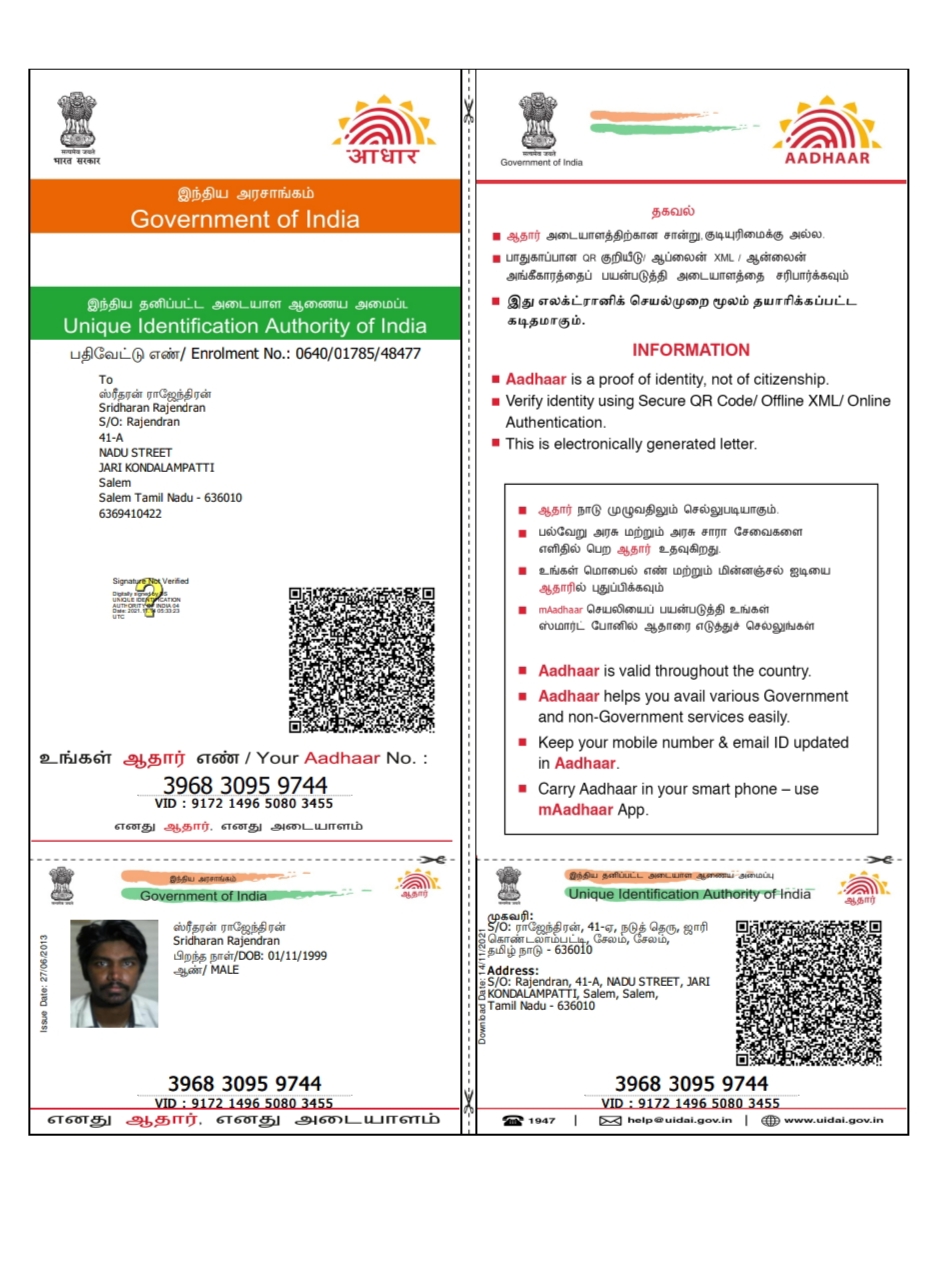 भारत सरकार
आधार
இந்திய அரசாங்கம்
Government of India
இந்திய தனிப்பட்ட அடையாள ஆணைய அமைப்பு
Unique Identification Authority of India
பதிவேட்டு எண்/ Enrolment No.: 0640/01785/48477
To
ஸ்ரீதரன் ராஜேந்திரன்
Sridharan Rajendran
S/O: Rajendran
41-A
NADU STREET
JARI KONDALAMPATTI
Salem
Salem Tamil Nadu - 636010
6369410422
Signature Not Verified
Digitally signed by DS
UNIQUE IDENTIFICATION
AUTHORITY OF INDIA 04
UTC
உங்கள் ஆதார் எண் / Your Aadhaar No. :
3968 3095 9744
VID : 9172 1496 5080 3455
எனது ஆதார், எனது அடையாளம்
Government of India
AADHAAR
தகவல்
ஆதார் அடையாளத்திற்கான சான்று,குடியுரிமைக்கு அல்ல.
பாதுகாப்பான QR குறியீடு/ ஆப்லைன் XML / ஆன்லைன்
அங்கீகாரத்தைப் பயன்படுத்தி அடையாளத்தை சரிபார்க்கவும்
இது எலக்ட்ரானிக் செயல்முறை மூலம் தயாரிக்கப்பட்ட
கடிதமாகும்.
INFORMATION
Aadhaar is a proof of identity, not of citizenship.
Verify identity using Secure QR Code/ Offline XML/ Online
Authentication.
This is electronically generated letter.
ஆதார் நாடு முழுவதிலும் செல்லுபடியாகும்.
பல்வேறு அரசு மற்றும் அரசு சாரா சேவைகளை
எளிதில் பெற ஆதார் உதவுகிறது.
உங்கள் மொபைல் எண் மற்றும் மின்னஞ்சல் ஐடியை
ஆதாரில் புதுப்பிக்கவும்
mAadhaar செயலியைப் பயன்படுத்தி உங்கள்
ஸ்மார்ட் போனில் ஆதாரை எடுத்துச் செல்லுங்கள்
Aadhaar is valid throughout the country.
Aadhaar helps you avail various Government
and non-Government services easily.
Keep your mobile number & email ID updated
in Aadhaar.
Carry Aadhaar in your smart phone – use
mAadhaar App.
இந்திய அரசாங்கம்
Government of India
ஆதார்
Issue Date: 27/06/2013
ஸ்ரீதரன் ராஜேந்திரன்
Sridharan Rajendran
பிறந்த நாள்/DOB: 01/11/1999
ஆண்/ MALE
3968 3095 9744
VID : 9172 1496 5080 3455
எனது ஆதார், எனது அடையாளம்
இந்திய தனிப்பட்ட அடையாள ஆணைய அமைப்பு
Unique Identification Authority of India
ஆதார்
Download Date: 14/11/2021
முகவரி:
S/O: ராஜேந்திரன், 41-ஏ, நடுத் தெரு, ஜாரி
கொண்டலாம்பட்டி, சேலம், சேலம்,
தமிழ் நாடு - 636010
Address:
S/O: Rajendran, 41-A, NADU STREET, JARI
KONDALAMPATTI, Salem, Salem,
Tamil Nadu - 636010
3968 3095 9744
VID : 9172 1496 5080 3455
1947 | help@uidai.gov.in | www.uidai.gov.in